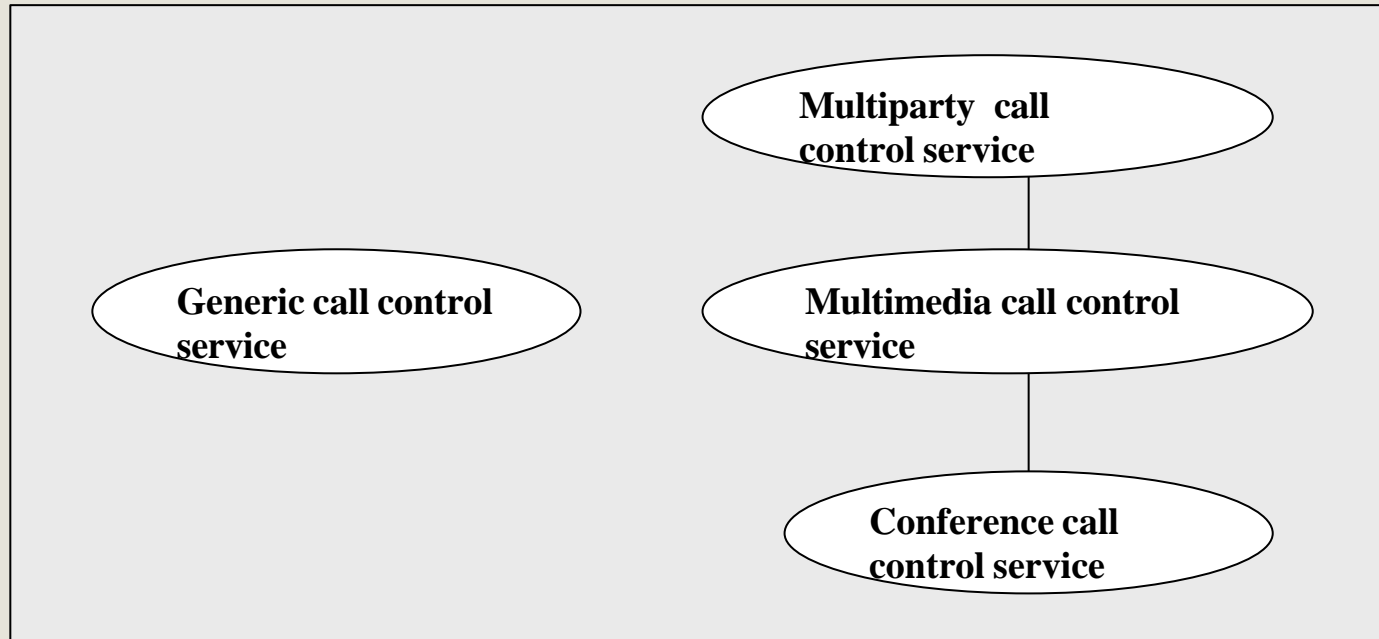 Multiparty  call
control service
Generic call control
service
Multimedia call control
service
Conference call
control service